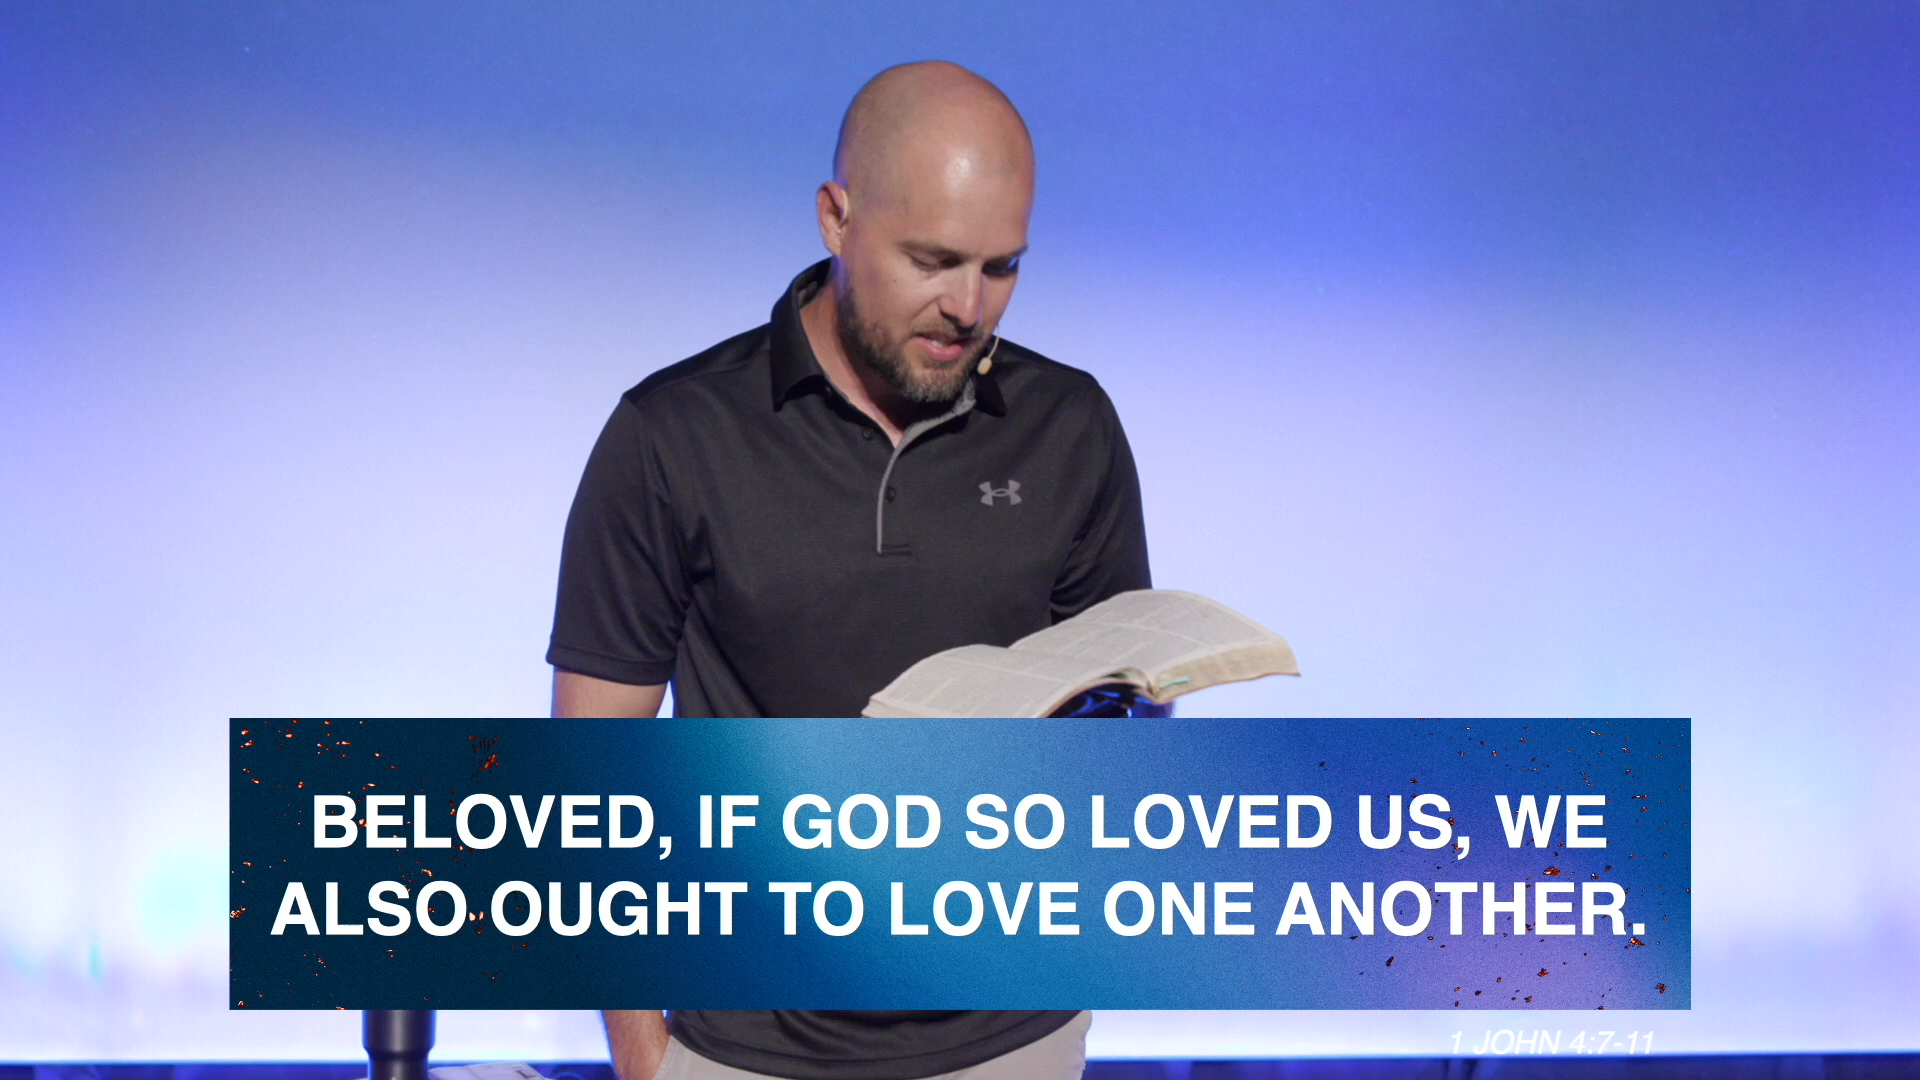 BELOVED, IF GOD SO LOVED US, WE
ALSO OUGHT TO LOVE ONE ANOTHER.
1 JOHN 4:7-11